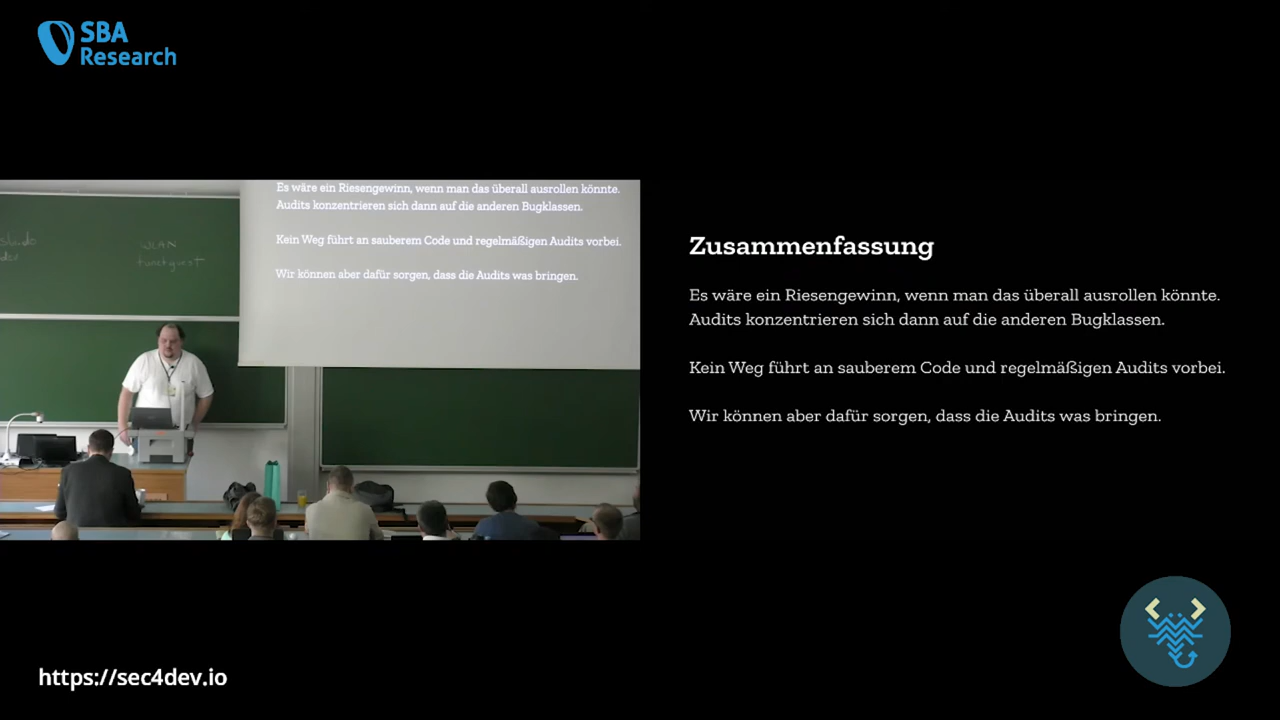 SBA
Research
WLAN
Es wäre ein Riesengewinn, wenn man das überall ausrollen könnte.
Audits konzentrieren sich dann auf die anderen Bugklassen.
Kein Weg führt an sauberem Code und regelmäßigen Audits vorbei.
Wir können aber dafür sorgen, dass die Audits was bringen.
Zusammenfassung
Es wäre ein Riesengewinn, wenn man das überall ausrollen könnte.
Audits konzentrieren sich dann auf die anderen Bugklassen.
Kein Weg führt an sauberem Code und regelmäßigen Audits vorbei.
Wir können aber dafür sorgen, dass die Audits was bringen.
https://sec4dev.io